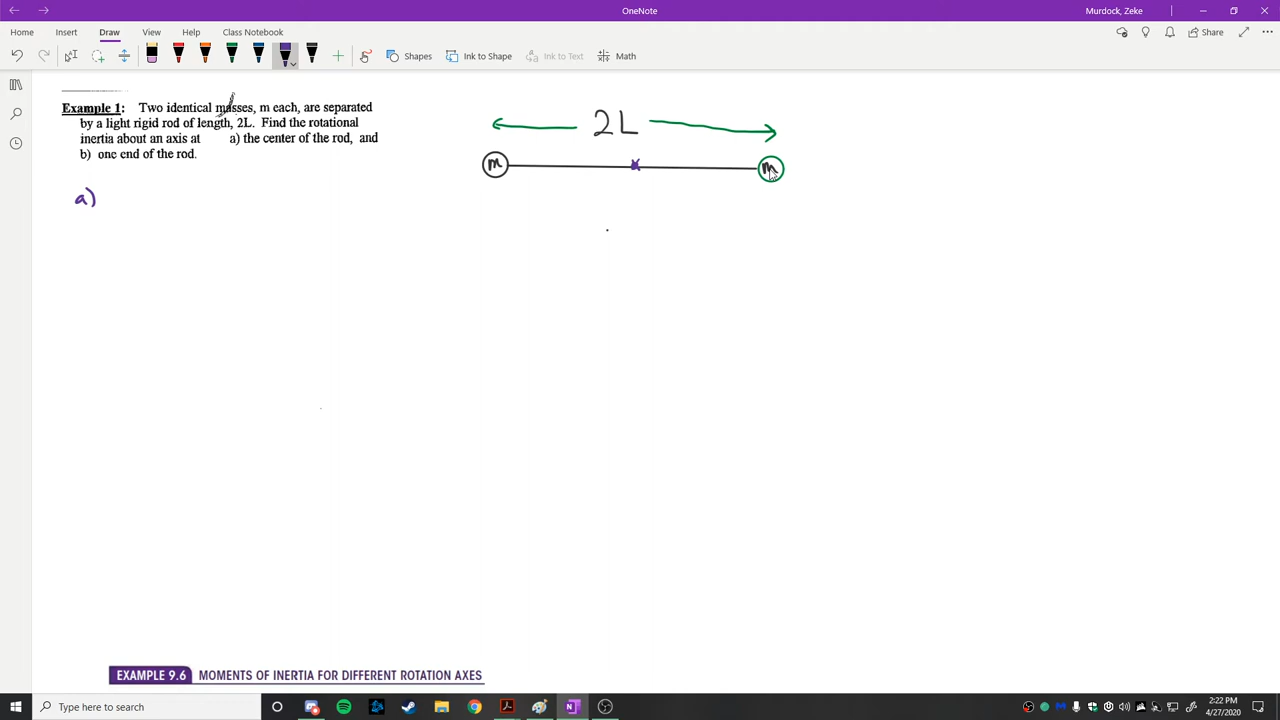 OneNote
Murdock, Zeke
Home Insert Draw View Help Class Notebook
Share
Shapes Ink to Shape Ink to Text Math
Example 1: Two identical masses, m each, are separated
by a light rigid rod of length, 2L. Find the rotational
inertia about an axis at a) the center of the rod, and
b) one end of the rod.
2L
m m
a)
EXAMPLE 9.6 MOMENTS OF INERTIA FOR DIFFERENT ROTATION AXES
Type here to search
2:22 PM
4/27/2020